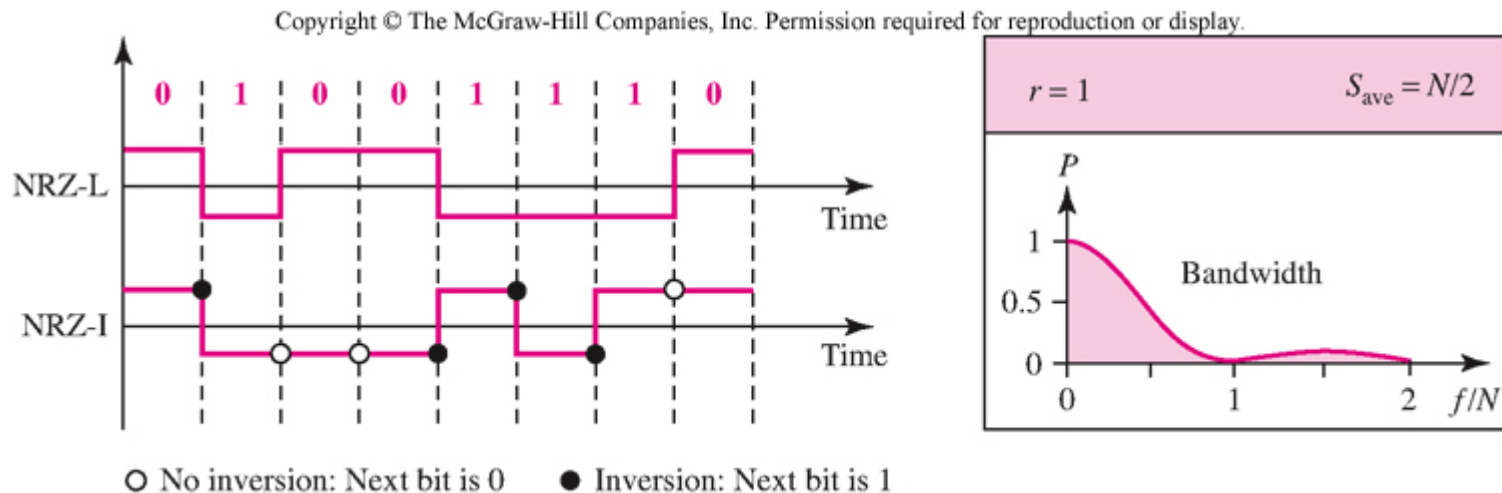 Copyright © The McGraw-Hill Companies, Inc. Permission required for reproduction or display.
0 1 0 0 1 1 1 0
NRZ-L
Time
NRZ-I
Time
○ No inversion: Next bit is 0 ● Inversion: Next bit is 1
r = 1 S_ave = N/2
P
1
Bandwidth
0.5
0
0 1 2 f/N